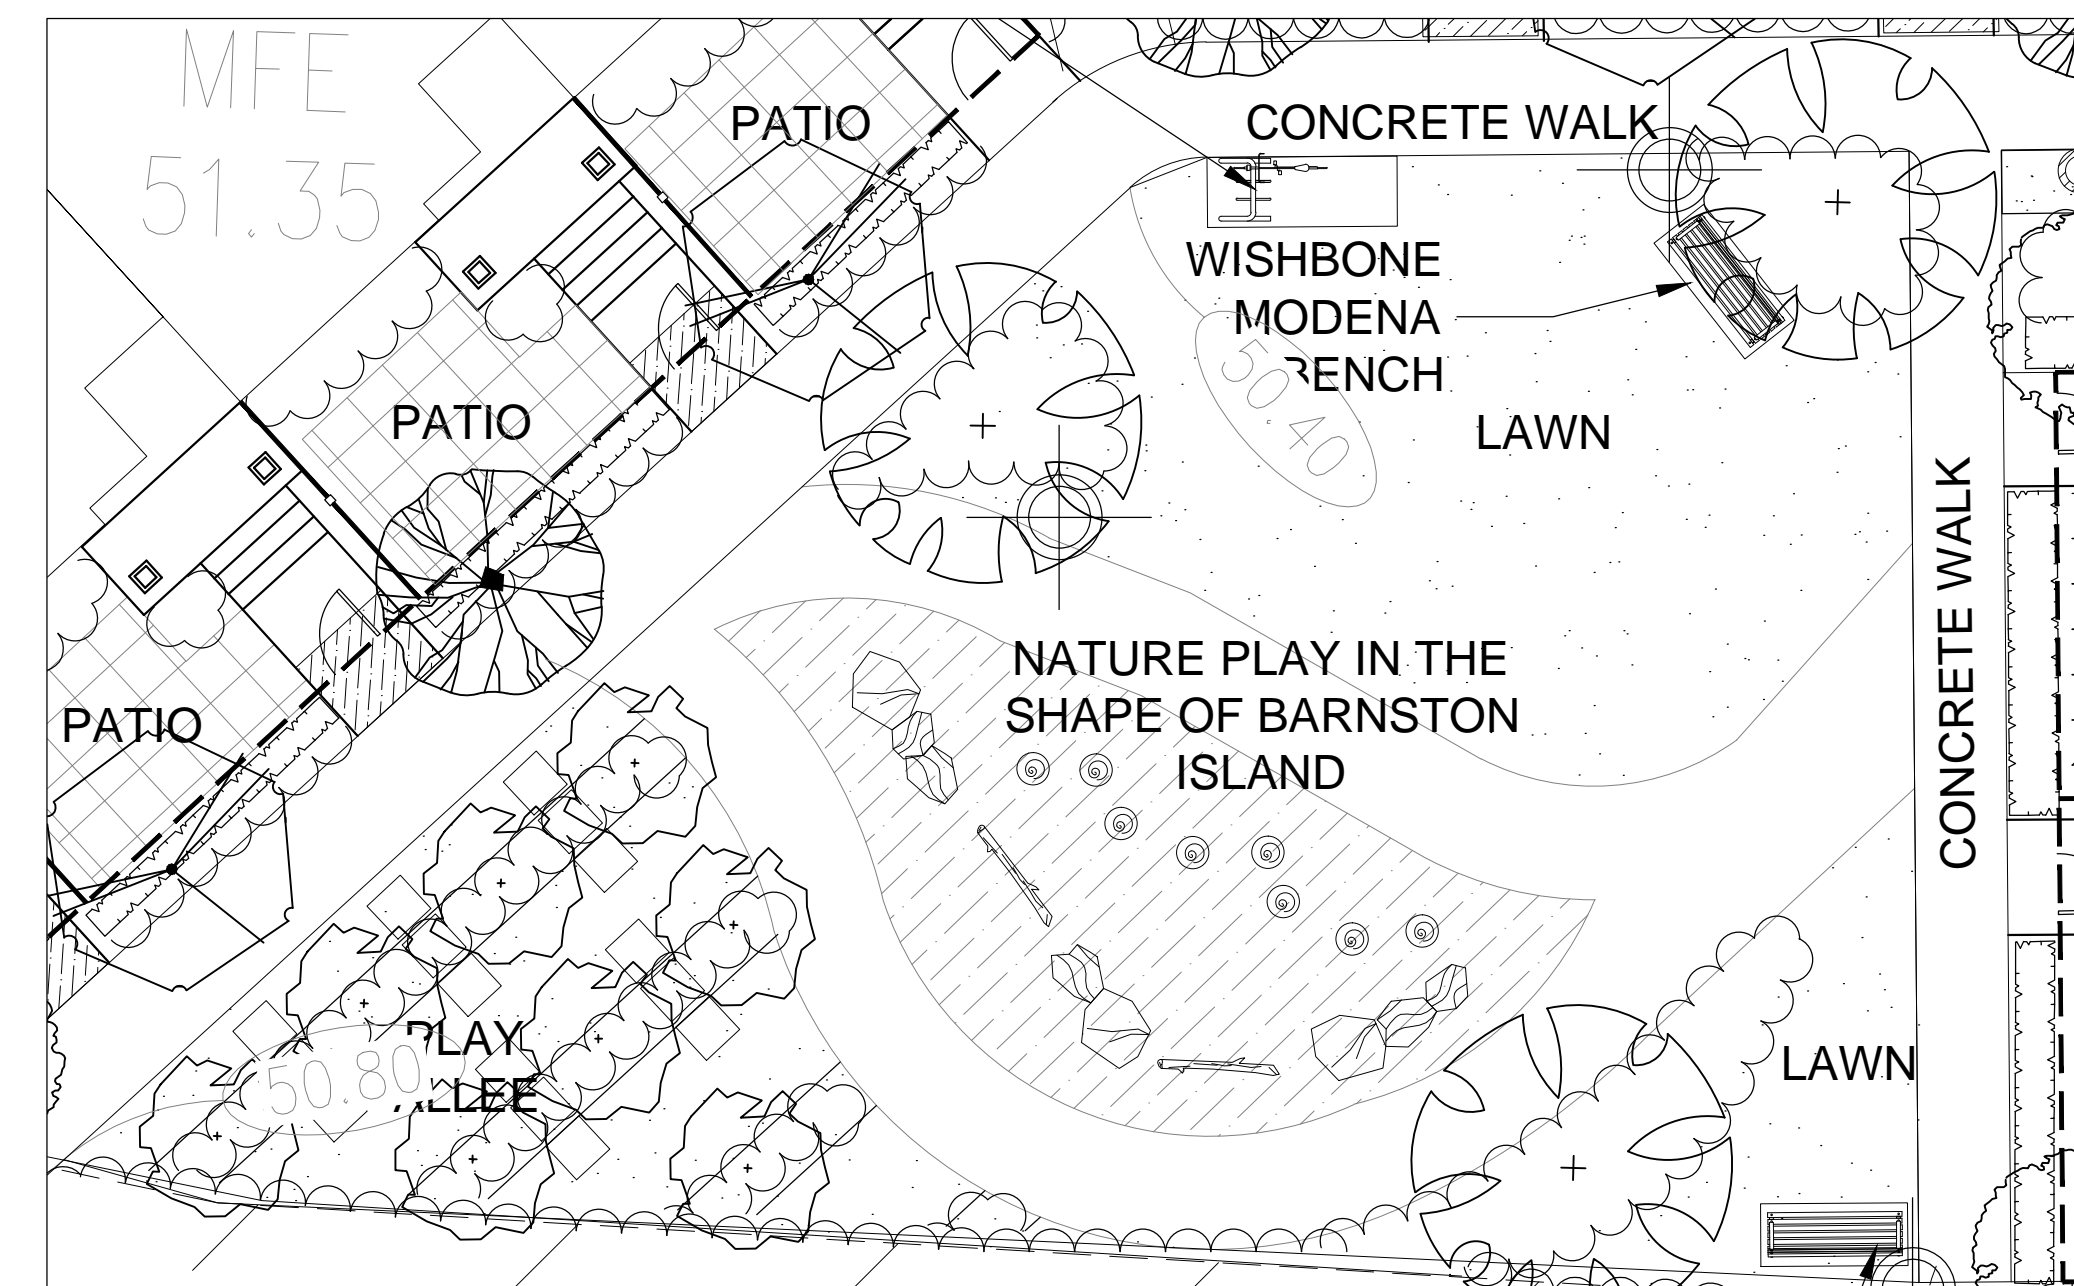 MFE
51.35
PATIO
CONCRETE WALK
WISHBONE
MODENA
BENCH
50.40
LAWN
PATIO
CONCRETE WALK
NATURE PLAY IN THE
SHAPE OF BARNSTON
ISLAND
PATIO
PLAY
ALLEE
50.80
LAWN